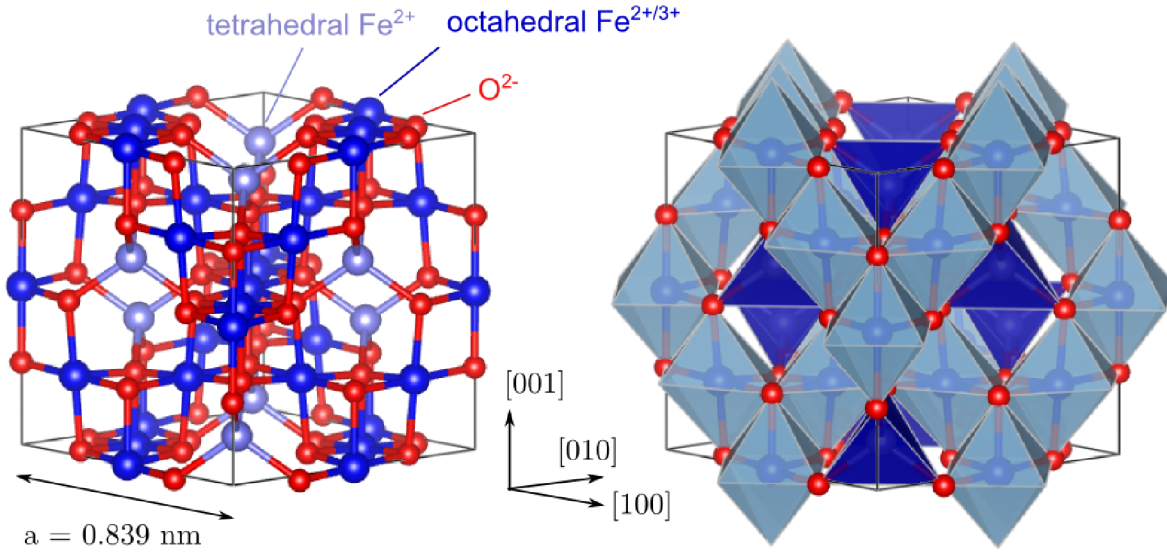 tetrahedral Fe²⁺
octahedral Fe²⁺/³⁺
O²⁻
[001]
[010]
[100]
a = 0.839 nm